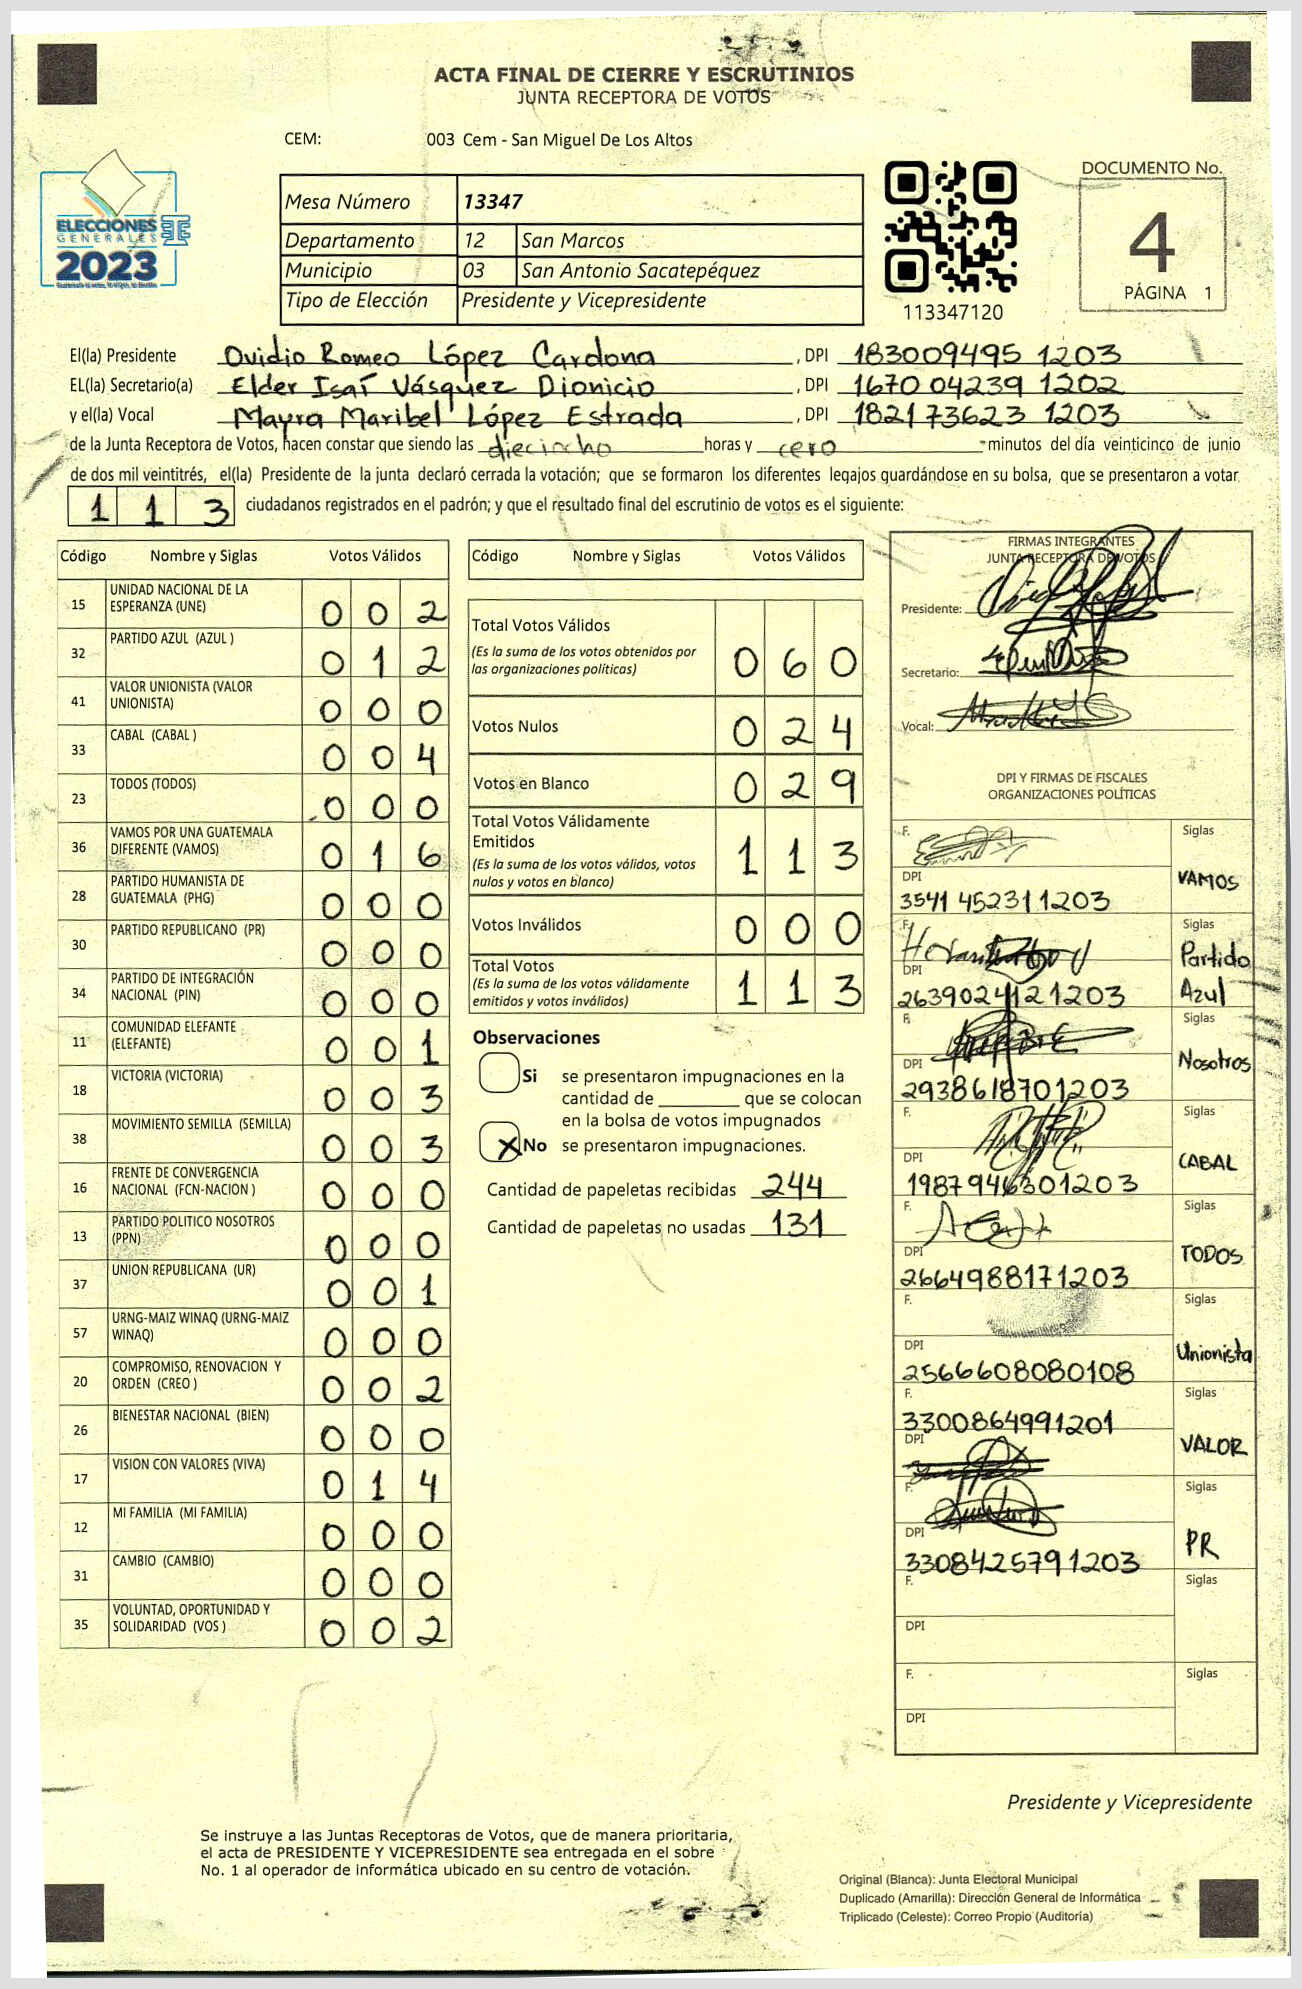 ACTA FINAL DE CIERRE Y ESCRUTINIOS
JUNTA RECEPTORA DE VOTOS
CEM: 003 Cem - San Miguel De Los Altos
ELECCIONES
GENERALES
2023
Mesa Número 13347
Departamento 12 San Marcos
Municipio 03 San Antonio Sacatepéquez
Tipo de Elección Presidente y Vicepresidente
113347120
DOCUMENTO No.
4
PÁGINA 1
El(la) Presidente Ovidio Romeo López Cardona , DPI 183009495 1203
EL(la) Secretario(a) Elder Isaí Vásquez Dionicio , DPI 1670 04239 1202
y el(la) Vocal Mayra Maribel López Estrada , DPI 182173623 1203
de la Junta Receptora de Votos, hacen constar que siendo las diecincho horas y cero minutos del día veinticinco de junio
de dos mil veintitrés, el(la) Presidente de la junta declaró cerrada la votación; que se formaron los diferentes legajos guardándose en su bolsa, que se presentaron a votar
1 1 3 ciudadanos registrados en el padrón; y que el resultado final del escrutinio de votos es el siguiente:
Código Nombre y Siglas Votos Válidos
15 UNIDAD NACIONAL DE LA ESPERANZA (UNE) 0 0 2
32 PARTIDO AZUL (AZUL ) 0 1 2
41 VALOR UNIONISTA (VALOR UNIONISTA) 0 0 0
33 CABAL (CABAL ) 0 0 4
23 TODOS (TODOS) 0 0 0
36 VAMOS POR UNA GUATEMALA DIFERENTE (VAMOS) 0 1 6
28 PARTIDO HUMANISTA DE GUATEMALA (PHG) 0 0 0
30 PARTIDO REPUBLICANO (PR) 0 0 0
34 PARTIDO DE INTEGRACIÓN NACIONAL (PIN) 0 0 0
11 COMUNIDAD ELEFANTE (ELEFANTE) 0 0 1
18 VICTORIA (VICTORIA) 0 0 3
38 MOVIMIENTO SEMILLA (SEMILLA) 0 0 3
16 FRENTE DE CONVERGENCIA NACIONAL (FCN-NACION ) 0 0 0
13 PARTIDO POLITICO NOSOTROS (PPN) 0 0 0
37 UNION REPUBLICANA (UR) 0 0 1
57 URNG-MAIZ WINAQ (URNG-MAIZ WINAQ) 0 0 0
20 COMPROMISO, RENOVACION Y ORDEN (CREO ) 0 0 2
26 BIENESTAR NACIONAL (BIEN) 0 0 0
17 VISION CON VALORES (VIVA) 0 1 4
12 MI FAMILIA (MI FAMILIA) 0 0 0
31 CAMBIO (CAMBIO) 0 0 0
35 VOLUNTAD, OPORTUNIDAD Y SOLIDARIDAD (VOS ) 0 0 2
Código Nombre y Siglas Votos Válidos
Total Votos Válidos
(Es la suma de los votos obtenidos por
las organizaciones politicas) 0 6 0
Votos Nulos 0 2 4
Votos en Blanco 0 2 9
Total Votos Válidamente
Emitidos
(Es la suma de los votos válidos, votos
nulos y votos en blanco) 1 1 3
Votos Inválidos 0 0 0
Total Votos
(Es la suma de los votos válidamente
emitidos y votos inválidos) 1 1 3
Observaciones
Si se presentaron impugnaciones en la
cantidad de ________ que se colocan
en la bolsa de votos impugnados
X No se presentaron impugnaciones.
Cantidad de papeletas recibidas 244
Cantidad de papeletas no usadas 131
FIRMAS INTEGRANTES
JUNTA RECEPTORA DE VOTOS
Presidente:
Secretario:
Vocal:
DPI Y FIRMAS DE FISCALES
ORGANIZACIONES POLÍTICAS
F. Siglas
DPI VAMOS
3541 452311203
F. Siglas
DPI Partido Azul
2639024121203
F. Siglas
DPI Nosotros
2938618701203
F. Siglas
DPI CABAL
1987946301203
F. Siglas
DPI TODOS
2664988171203
F. Siglas
DPI Unionista
2566608080108
F. Siglas
3300864991201
DPI VALOR
F. Siglas
DPI PR
3308425791203
F. Siglas
DPI
F. Siglas
DPI
Presidente y Vicepresidente
Se instruye a las Juntas Receptoras de Votos, que de manera prioritaria,
el acta de PRESIDENTE Y VICEPRESIDENTE sea entregada en el sobre
No. 1 al operador de informática ubicado en su centro de votación.
Original (Blanca): Junta Electoral Municipal
Duplicado (Amarilla): Dirección General de Informática
Triplicado (Celeste): Correo Propio (Auditoría)